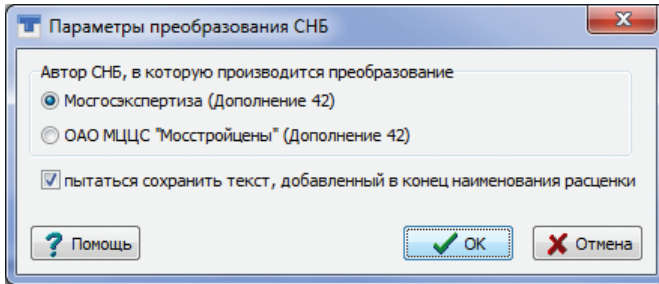 Параметры преобразования СНБ
Автор СНБ, в которую производится преобразование
Мосгосэкспертиза (Дополнение 42)
ОАО МЦЦС "Мосстройцены" (Дополнение 42)
пытаться сохранить текст, добавленный в конец наименования расценки
? Помощь
ОК
Отмена